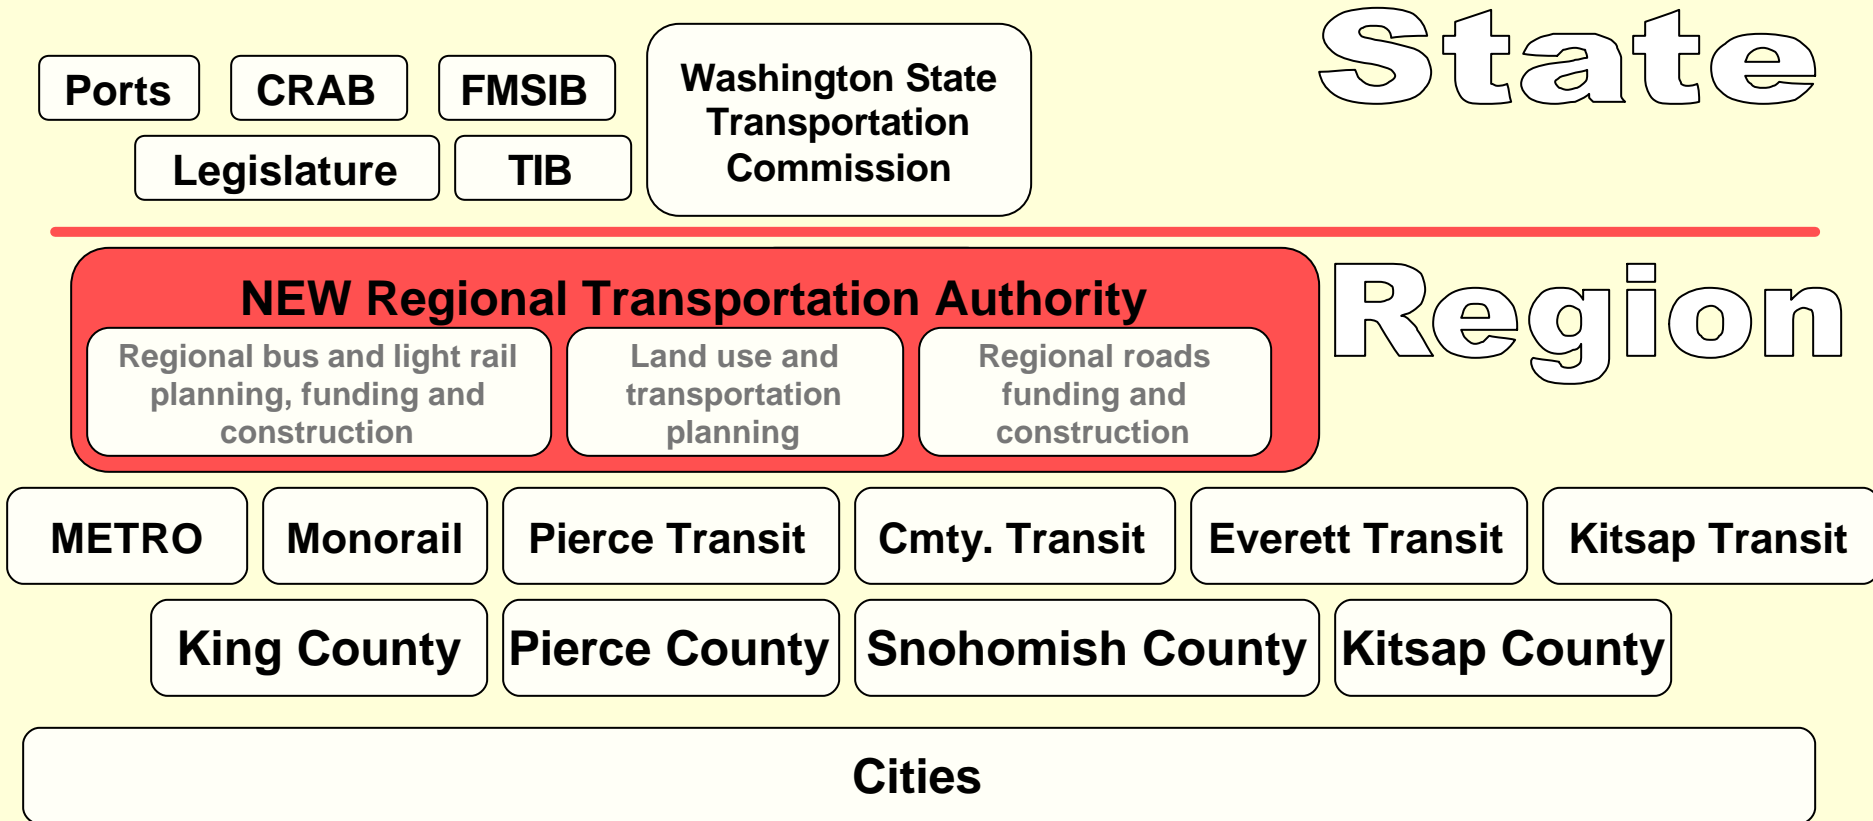 State
Ports
CRAB
FMSIB
Washington State
Transportation
Commission
Legislature
TIB
Region
NEW Regional Transportation Authority
Regional bus and light rail
planning, funding and
construction
Land use and
transportation
planning
Regional roads
funding and
construction
METRO
Monorail
Pierce Transit
Cmty. Transit
Everett Transit
Kitsap Transit
King County
Pierce County
Snohomish County
Kitsap County
Cities